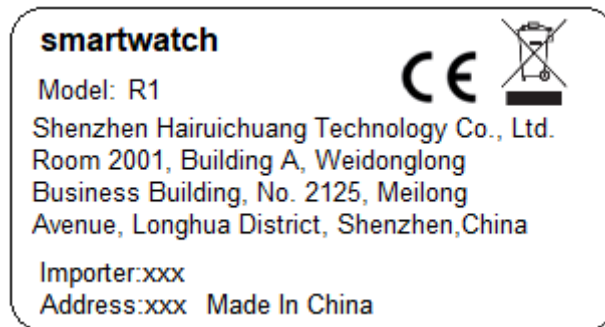 smartwatch
CE
Model: R1
Shenzhen Hairuichuang Technology Co., Ltd.
Room 2001, Building A, Weidonglong
Business Building, No. 2125, Meilong
Avenue, Longhua District, Shenzhen,China
Importer:xxx
Address:xxx Made In China